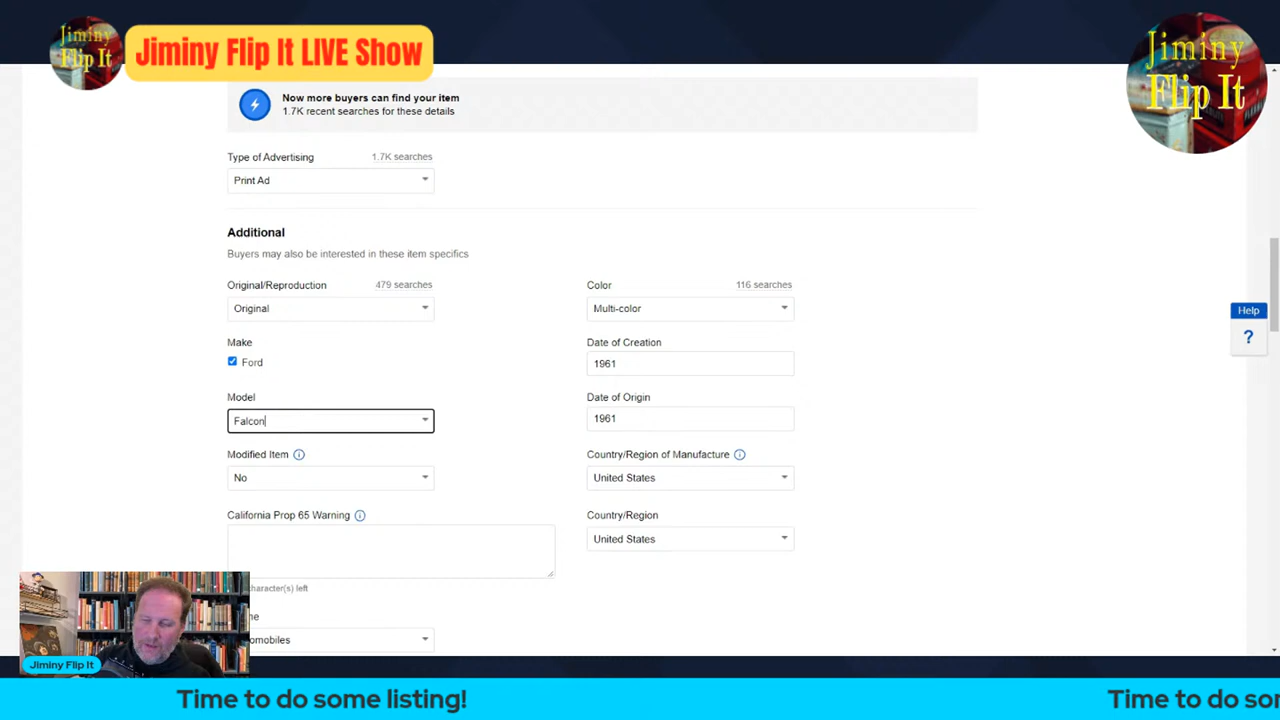 Jiminy
Flip It
Jiminy Flip It LIVE Show
Jiminy
Flip It
Now more buyers can find your item
1.7K recent searches for these details
Type of Advertising 1.7K searches
Print Ad
Additional
Buyers may also be interested in these item specifics
Original/Reproduction 479 searches
Original
Color 116 searches
Multi-color
Make
Ford
Date of Creation
1961
Model
Falcon
Date of Origin
1961
Modified Item
No
Country/Region of Manufacture
United States
California Prop 65 Warning
Country/Region
United States
character(s) left
me
omobiles
Help
?
Jiminy Flip It
Time to do some listing!
Time to do sor